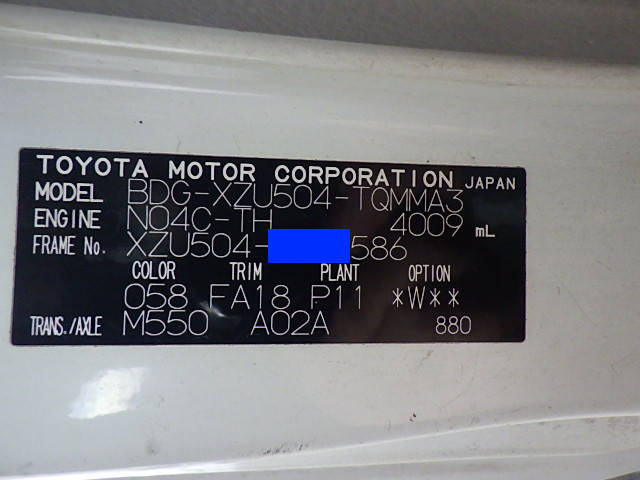 TOYOTA MOTOR CORPORATION JAPAN
MODEL BDG-XZU504-TQMMA3
ENGINE N04C-TH 4009 mL
FRAME No. XZU504- 586
COLOR TRIM PLANT OPTION
058 FA18 P11 *W**
TRANS./AXLE M550 A02A 880